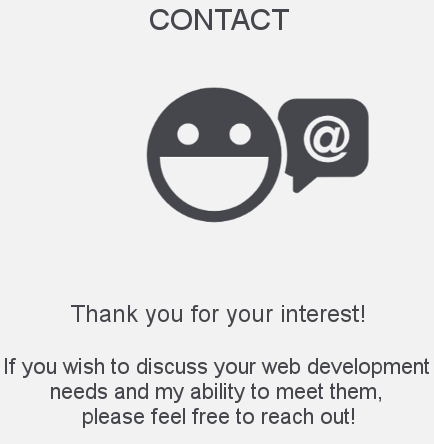 CONTACT
@
Thank you for your interest!
If you wish to discuss your web development
needs and my ability to meet them,
please feel free to reach out!